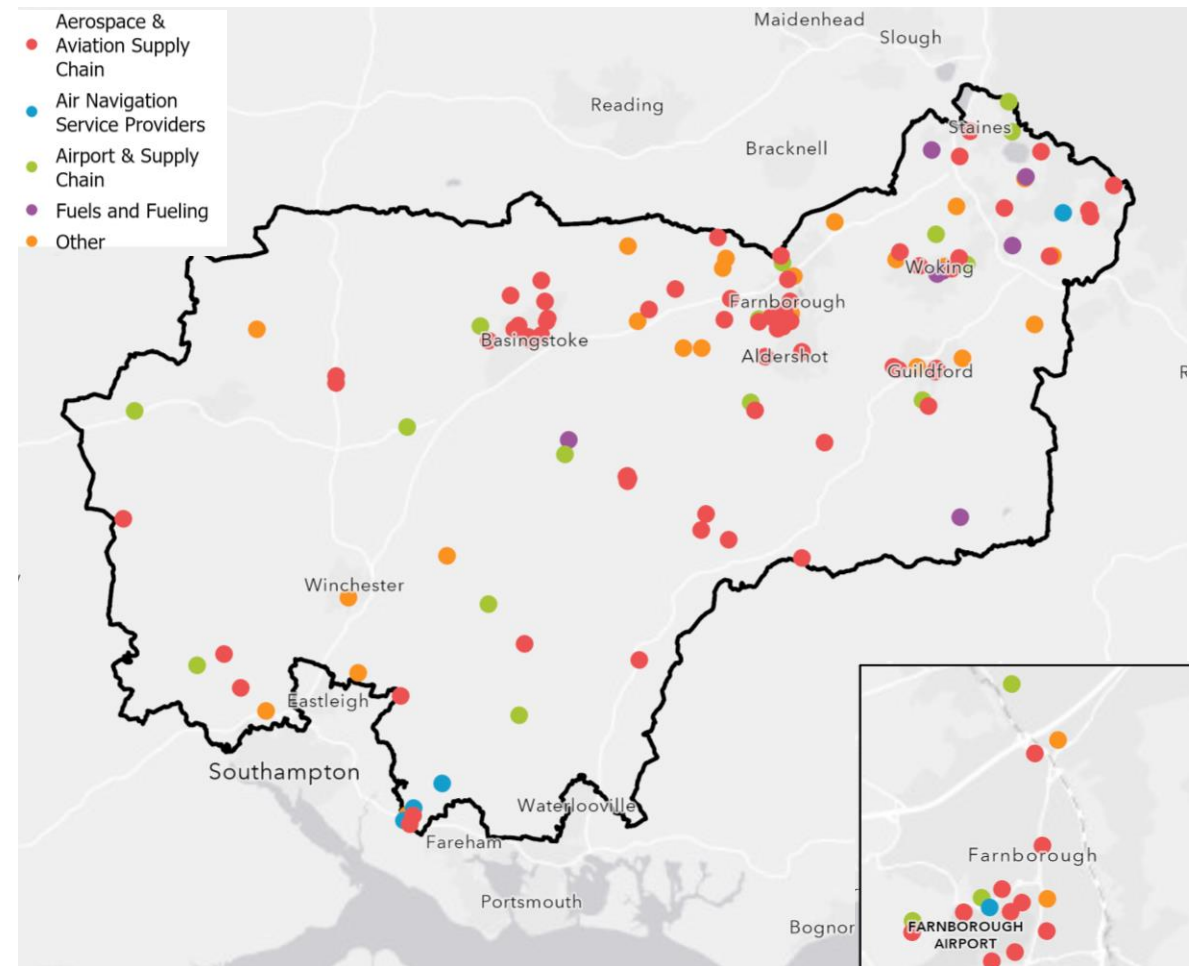 Aerospace &
Aviation Supply
Chain
Air Navigation
Service Providers
Airport & Supply
Chain
Fuels and Fueling
Other
Maidenhead
Slough
Reading
Staines
Bracknell
Woking
Farnborough
Basingstoke
Aldershot
Guildford
R
Winchester
Eastleigh
Southampton
Waterlooville
Fareham
Portsmouth
Bognor
Farnborough
FARNBOROUGH
AIRPORT